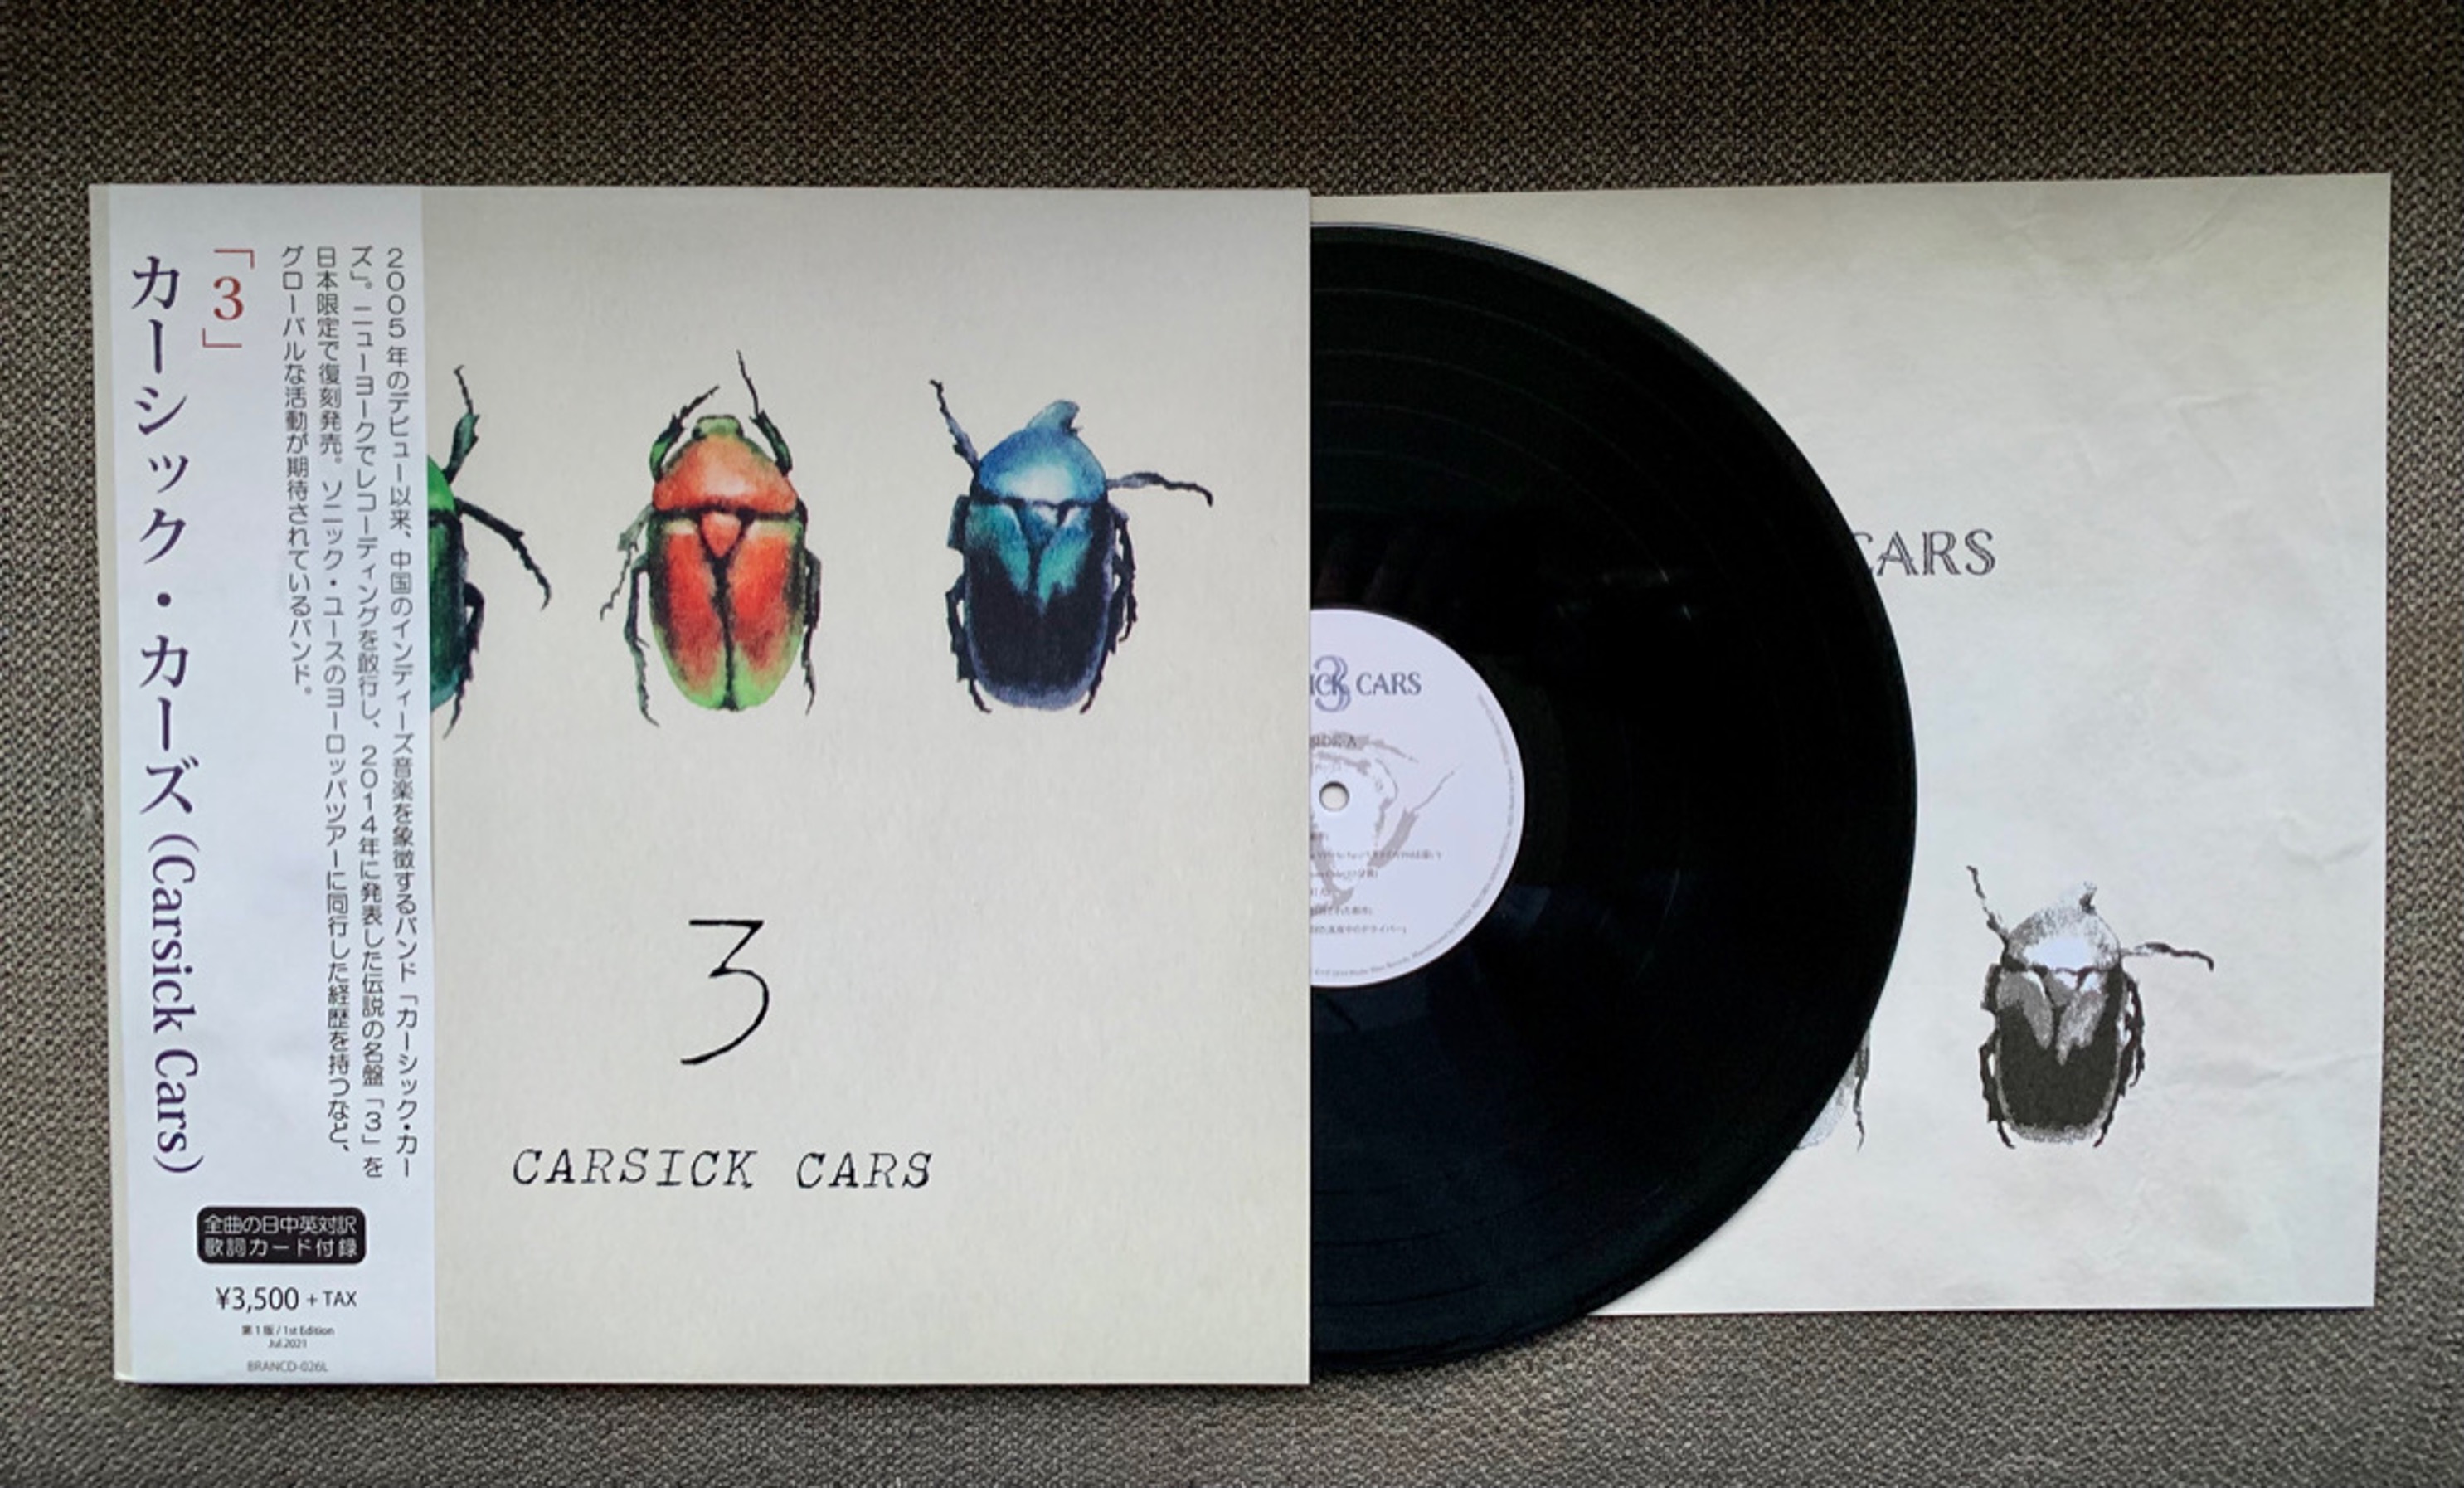 カーシック・カーズ (Carsick Cars)
「3」
2005年のデビュー以来、中国のインディーズ音楽を象徴するバンド「カーシック・カー
ズ」。ニューヨークでレコーディングを敢行し、2014年に発表した伝説の名盤「3」を
日本限定で復刻発売。ソニック・ユースのヨーロッパツアーに同行した経歴を持つなど、
グローバルな活動が期待されているバンド。
全曲の日中英対訳
歌詞カード付録
¥3,500 + TAX
第1版 / 1st Edition
Jul.2021
BRANCD-026L
3
CARSICK CARS
3
CARS
SIDE A
CARS